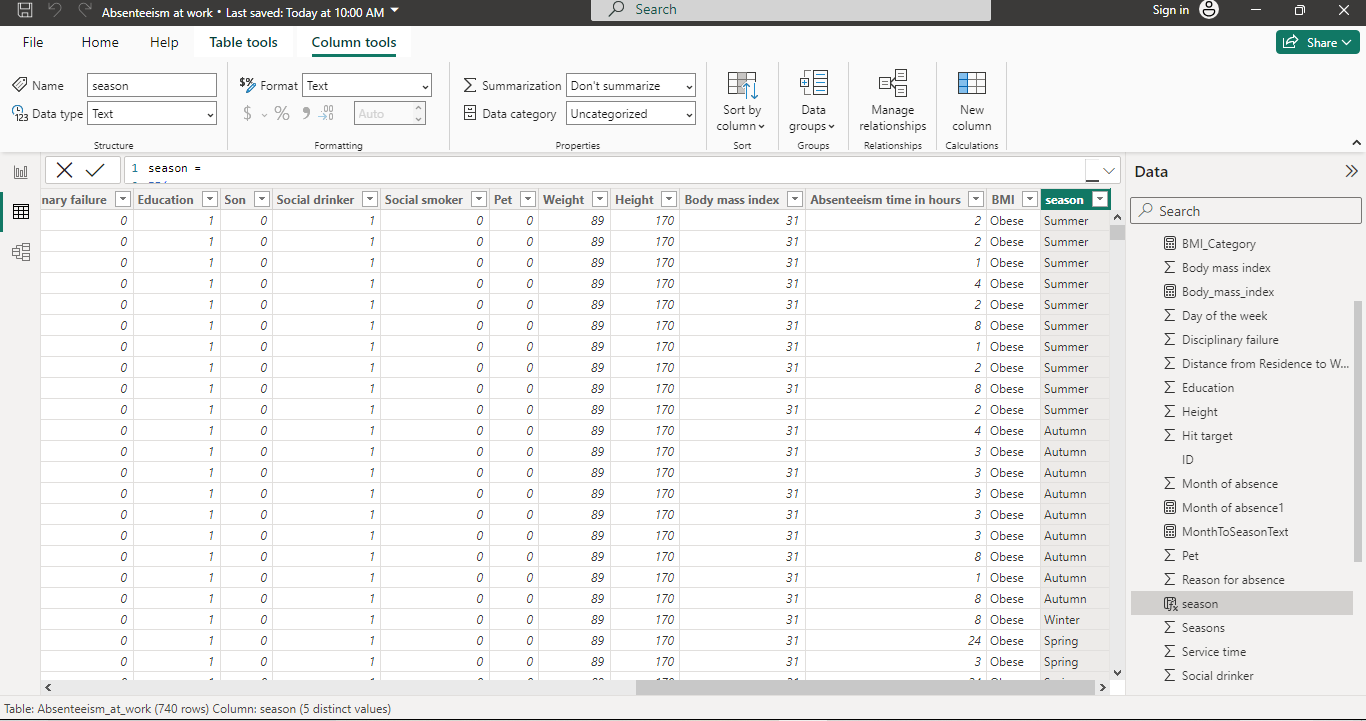 Absenteeism at work • Last saved: Today at 10:00 AM
Search
Sign in
File Home Help Table tools Column tools
Share
Name season
Data type Text
Structure
Format Text
$ % Auto
Formatting
Summarization Don't summarize
Data category Uncategorized
Properties
Sort by column
Sort
Data groups
Groups
Manage relationships
Relationships
New column
Calculations
1 season =
nary failure Education Son Social drinker Social smoker Pet Weight Height Body mass index Absenteeism time in hours BMI season
0 1 0 1 0 0 89 170 31 2 Obese Summer
0 1 0 1 0 0 89 170 31 2 Obese Summer
0 1 0 1 0 0 89 170 31 1 Obese Summer
0 1 0 1 0 0 89 170 31 4 Obese Summer
0 1 0 1 0 0 89 170 31 2 Obese Summer
0 1 0 1 0 0 89 170 31 8 Obese Summer
0 1 0 1 0 0 89 170 31 1 Obese Summer
0 1 0 1 0 0 89 170 31 2 Obese Summer
0 1 0 1 0 0 89 170 31 8 Obese Summer
0 1 0 1 0 0 89 170 31 2 Obese Summer
0 1 0 1 0 0 89 170 31 4 Obese Autumn
0 1 0 1 0 0 89 170 31 3 Obese Autumn
0 1 0 1 0 0 89 170 31 3 Obese Autumn
0 1 0 1 0 0 89 170 31 3 Obese Autumn
0 1 0 1 0 0 89 170 31 3 Obese Autumn
0 1 0 1 0 0 89 170 31 3 Obese Autumn
0 1 0 1 0 0 89 170 31 8 Obese Autumn
0 1 0 1 0 0 89 170 31 1 Obese Autumn
0 1 0 1 0 0 89 170 31 8 Obese Autumn
0 1 0 1 0 0 89 170 31 8 Obese Winter
0 1 0 1 0 0 89 170 31 24 Obese Spring
0 1 0 1 0 0 89 170 31 3 Obese Spring
Data
Search
BMI_Category
Body mass index
Body_mass_index
Day of the week
Disciplinary failure
Distance from Residence to W...
Education
Height
Hit target
ID
Month of absence
Month of absence1
MonthToSeasonText
Pet
Reason for absence
season
Seasons
Service time
Social drinker
Table: Absenteeism_at_work (740 rows) Column: season (5 distinct values)